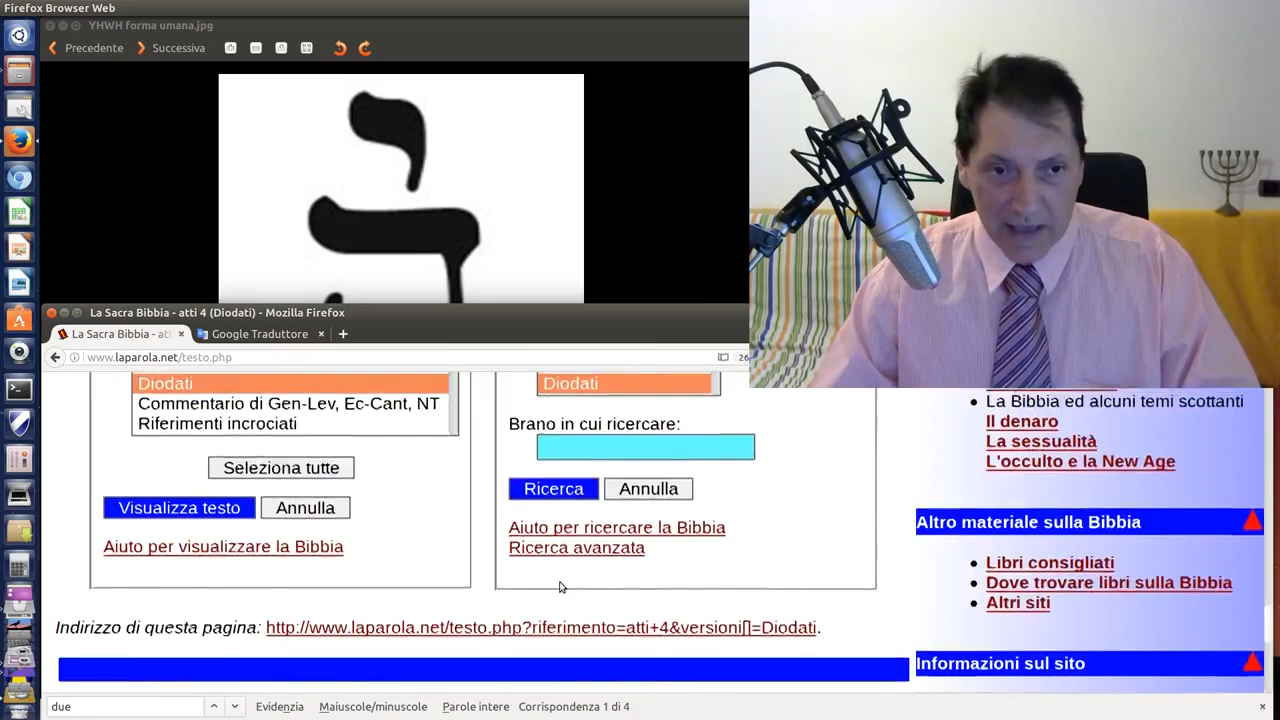 Firefox Browser Web
YHWH forma umana.jpg
Precedente Successiva
י
ה
La Sacra Bibbia - atti 4 (Diodati) - Mozilla Firefox
La Sacra Bibbia - att
Google Traduttore
www.laparola.net/testo.php
26
Diodati
Commentario di Gen-Lev, Ec-Cant, NT
Riferimenti incrociati
Seleziona tutte
Visualizza testo Annulla
Aiuto per visualizzare la Bibbia
Diodati
Brano in cui ricercare:
Ricerca Annulla
Aiuto per ricercare la Bibbia
Ricerca avanzata
Indirizzo di questa pagina: http://www.laparola.net/testo.php?riferimento=atti+4&versioni[]=Diodati.
La Bibbia ed alcuni temi scottanti
Il denaro
La sessualità
L'occulto e la New Age
Altro materiale sulla Bibbia
Libri consigliati
Dove trovare libri sulla Bibbia
Altri siti
Informazioni sul sito
due Evidenzia Maiuscole/minuscole Parole intere Corrispondenza 1 di 4